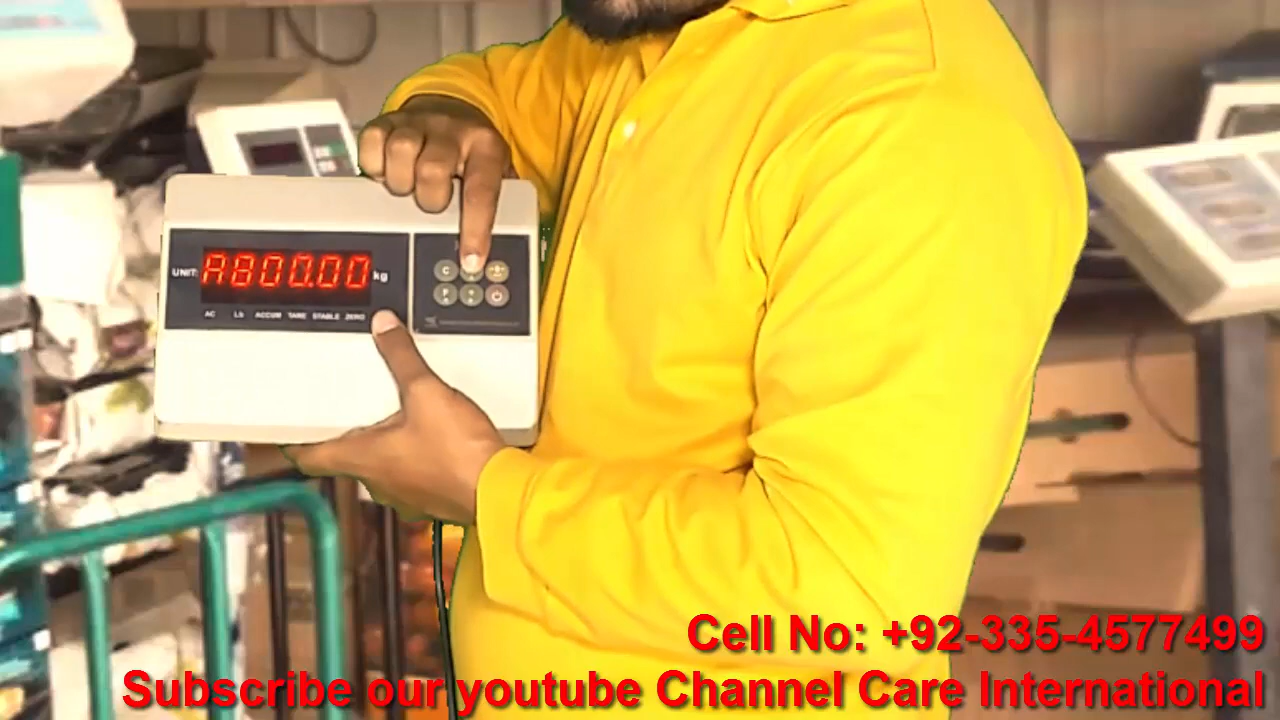 UNIT: A800.00 kg
AC Lb ACCUM TARE STABLE ZERO
C
P
Cell No: +92-335-4577499
Subscribe our youtube Channel Care International